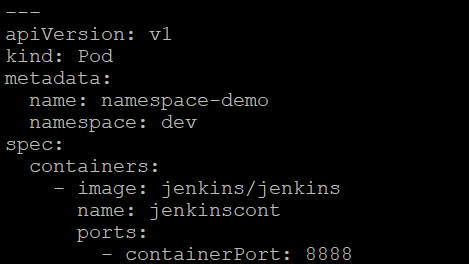 ---
apiVersion: v1
kind: Pod
metadata:
  name: namespace-demo
  namespace: dev
spec:
  containers:
    - image: jenkins/jenkins
      name: jenkinscont
      ports:
        - containerPort: 8888